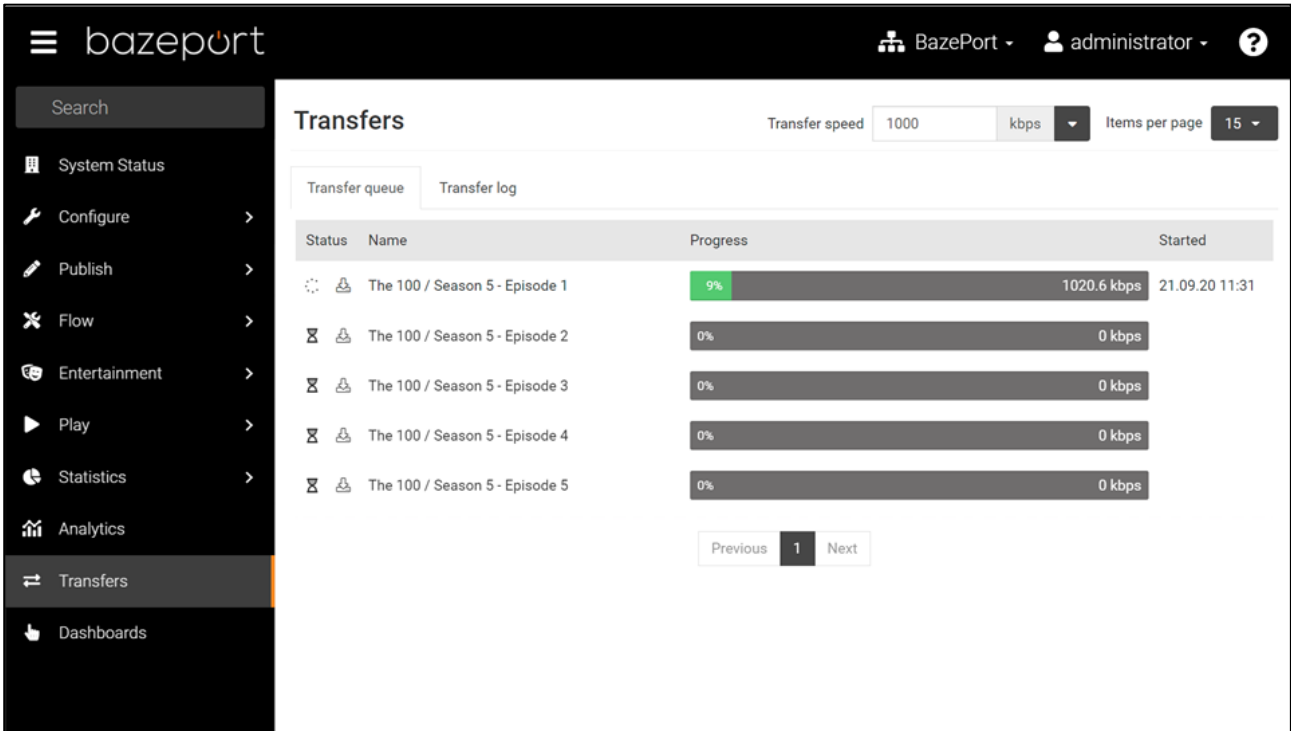 bazeport
BazePort
administrator
?
Search
System Status
Configure
Publish
Flow
Entertainment
Play
Statistics
Analytics
Transfers
Dashboards
Transfers
Transfer speed 1000 kbps
Items per page 15
Transfer queue Transfer log
Status Name Progress Started
The 100 / Season 5 - Episode 1 9% 1020.6 kbps 21.09.20 11:31
The 100 / Season 5 - Episode 2 0% 0 kbps
The 100 / Season 5 - Episode 3 0% 0 kbps
The 100 / Season 5 - Episode 4 0% 0 kbps
The 100 / Season 5 - Episode 5 0% 0 kbps
Previous 1 Next